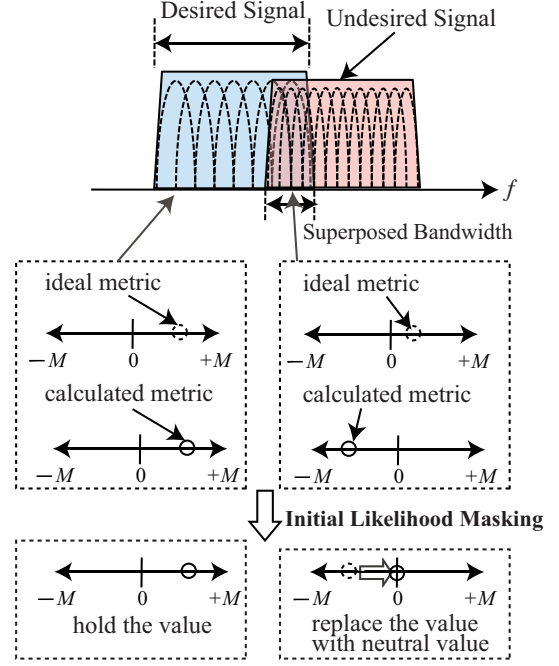 Desired Signal
Undesired Signal
f
Superposed Bandwidth
ideal metric
−M 0 +M
calculated metric
−M 0 +M
ideal metric
−M 0 +M
calculated metric
−M 0 +M
Initial Likelihood Masking
−M 0 +M
hold the value
−M 0 +M
replace the value
with neutral value